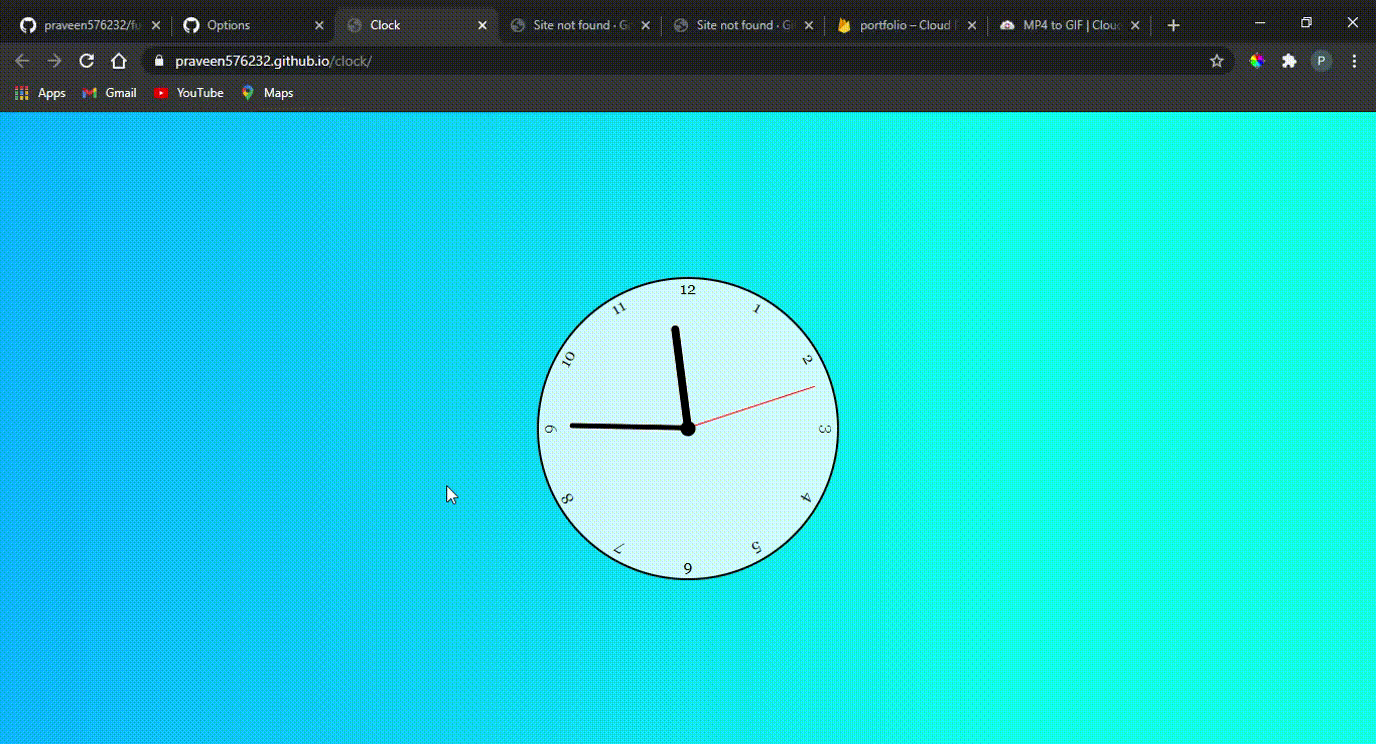 praveen576232/fu
Options
Clock
Site not found · G
Site not found · Gi
portfolio – Cloud F
MP4 to GIF | Clou
praveen576232.github.io/clock/
P
Apps
Gmail
YouTube
Maps
12
11
1
10
2
9
3
8
4
7
5
6